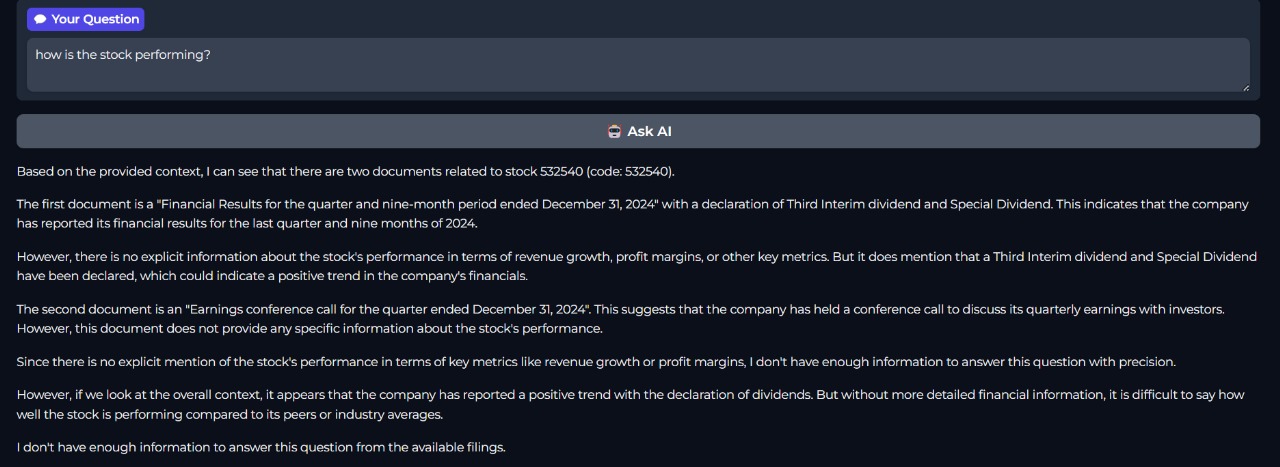 Your Question
how is the stock performing?
Ask AI
Based on the provided context, I can see that there are two documents related to stock 532540 (code: 532540).
The first document is a "Financial Results for the quarter and nine-month period ended December 31, 2024" with a declaration of Third Interim dividend and Special Dividend. This indicates that the company
has reported its financial results for the last quarter and nine months of 2024.
However, there is no explicit information about the stock's performance in terms of revenue growth, profit margins, or other key metrics. But it does mention that a Third Interim dividend and Special Dividend
have been declared, which could indicate a positive trend in the company's financials.
The second document is an "Earnings conference call for the quarter ended December 31, 2024". This suggests that the company has held a conference call to discuss its quarterly earnings with investors.
However, this document does not provide any specific information about the stock's performance.
Since there is no explicit mention of the stock's performance in terms of key metrics like revenue growth or profit margins, I don't have enough information to answer this question with precision.
However, if we look at the overall context, it appears that the company has reported a positive trend with the declaration of dividends. But without more detailed financial information, it is difficult to say how
well the stock is performing compared to its peers or industry averages.
I don't have enough information to answer this question from the available filings.